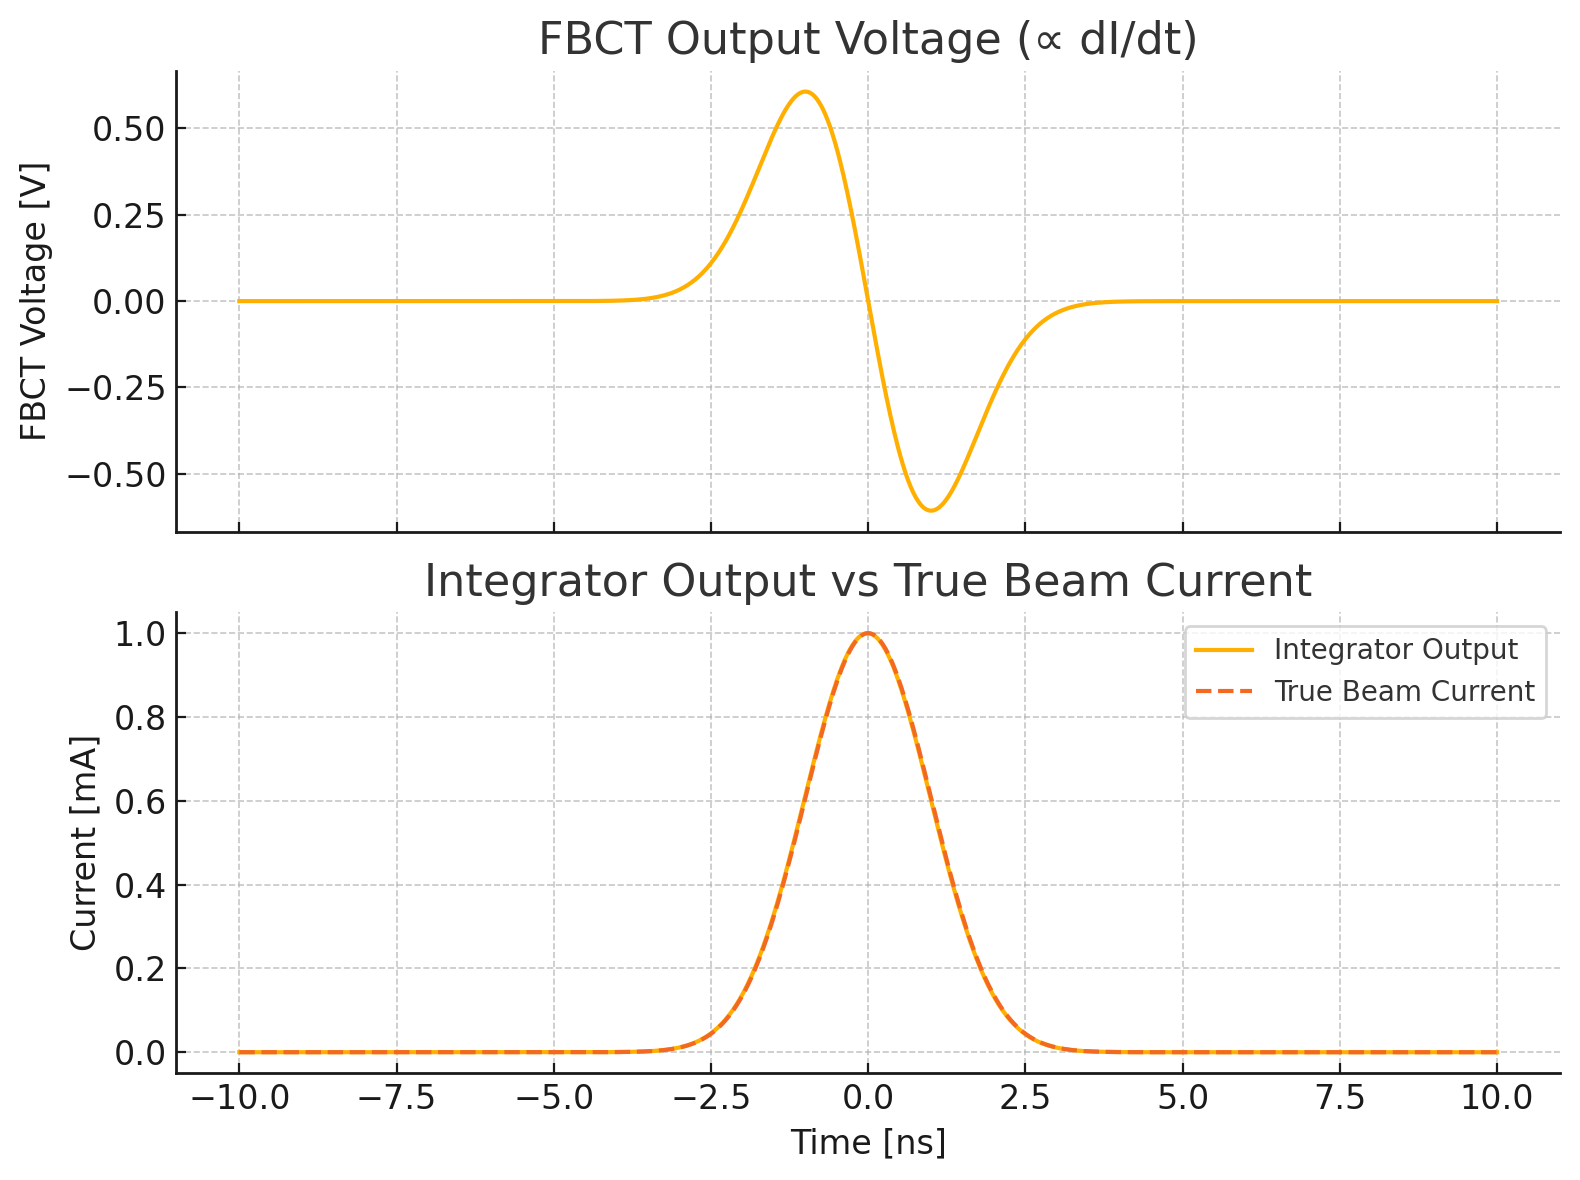 FBCT Output Voltage (∝ dI/dt)
FBCT Voltage [V]
0.50
0.25
0.00
−0.25
−0.50
Integrator Output vs True Beam Current
Current [mA]
1.0
0.8
0.6
0.4
0.2
0.0
Integrator Output
True Beam Current
−10.0 −7.5 −5.0 −2.5 0.0 2.5 5.0 7.5 10.0
Time [ns]